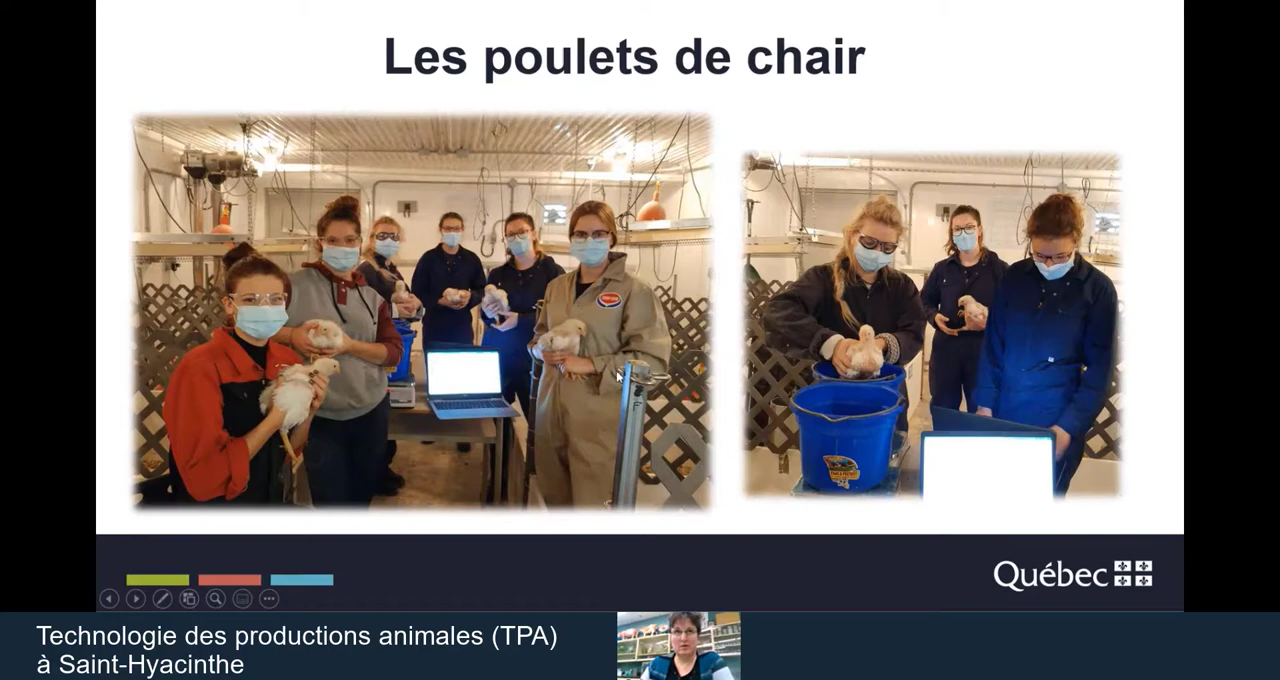 Les poulets de chair
Québec
Technologie des productions animales (TPA)
à Saint-Hyacinthe